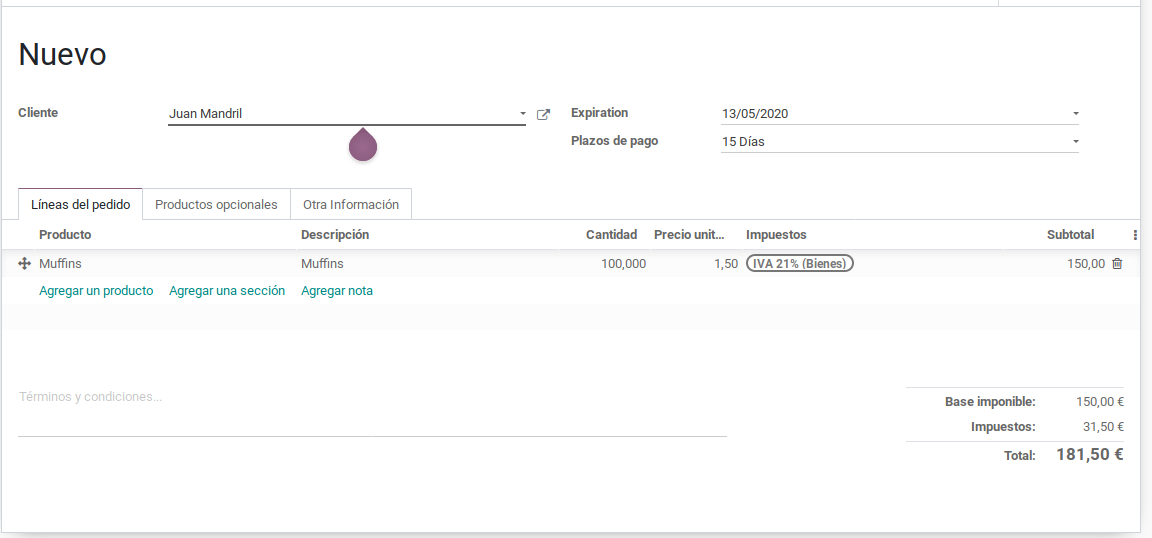 Nuevo
Cliente Juan Mandril Expiration 13/05/2020
Plazos de pago 15 Días
Líneas del pedido Productos opcionales Otra Información
Producto Descripción Cantidad Precio unit... Impuestos Subtotal
Muffins Muffins 100,000 1,50 IVA 21% (Bienes) 150,00
Agregar un producto Agregar una sección Agregar nota
Términos y condiciones...
Base imponible: 150,00 €
Impuestos: 31,50 €
Total: 181,50 €